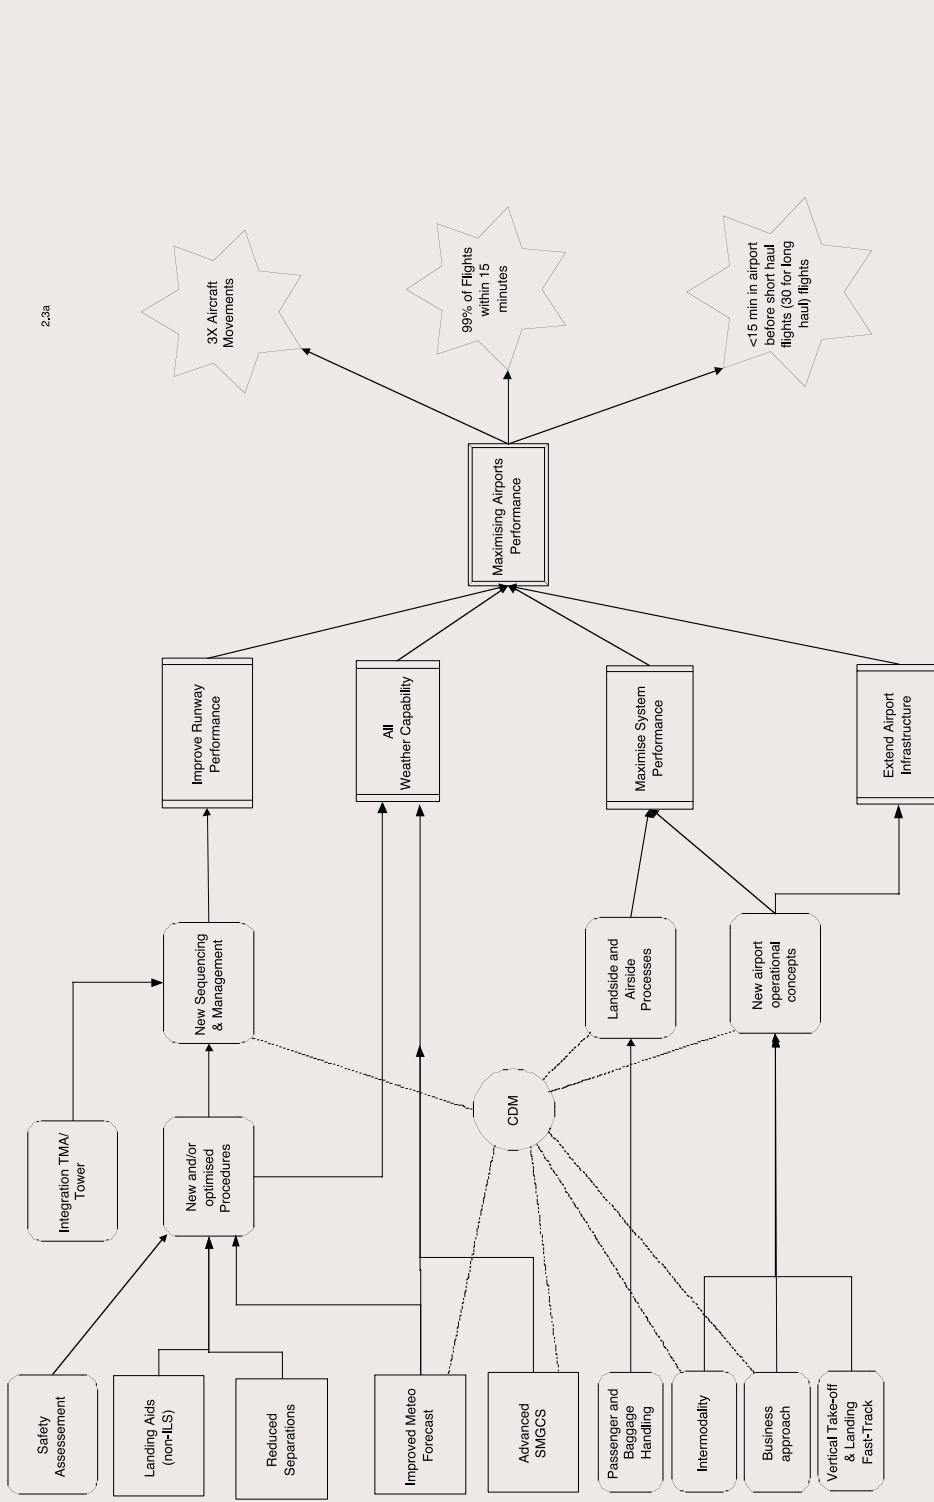 2.3a
3X Aircraft
Movements
99% of Flights
within 15
minutes
<15 min in airport
before short haul
flights (30 for long
haul) flights
Maximising Airports
Performance
Improve Runway
Performance
All
Weather Capability
Maximise System
Performance
Extend Airport
Infrastructure
New Sequencing
& Management
Landside and
Airside
Processes
New airport
operational
concepts
Integration TMA/
Tower
New and/or
optimised
Procedures
CDM
Safety
Assessement
Landing Aids
(non-ILS)
Reduced
Separations
Improved Meteo
Forecast
Advanced
SMGCS
Passenger and
Baggage
Handling
Intermodality
Business
approach
Vertical Take-off
& Landing
Fast-Track